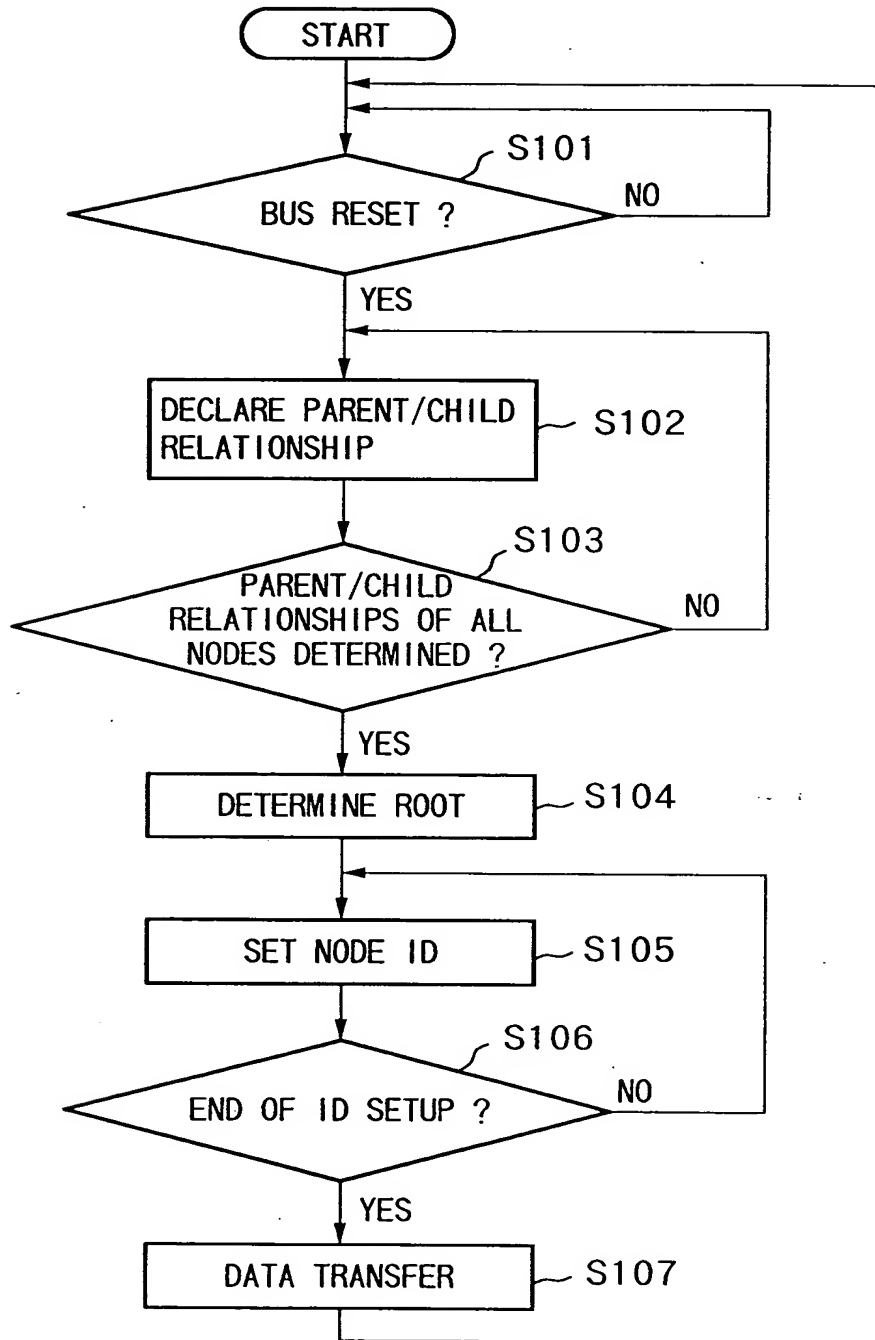 START
S101
BUS RESET ?
NO
YES
DECLARE PARENT/CHILD
RELATIONSHIP
S102
S103
PARENT/CHILD
RELATIONSHIPS OF ALL
NODES DETERMINED ?
NO
YES
DETERMINE ROOT
S104
SET NODE ID
S105
S106
END OF ID SETUP ?
NO
YES
DATA TRANSFER
S107